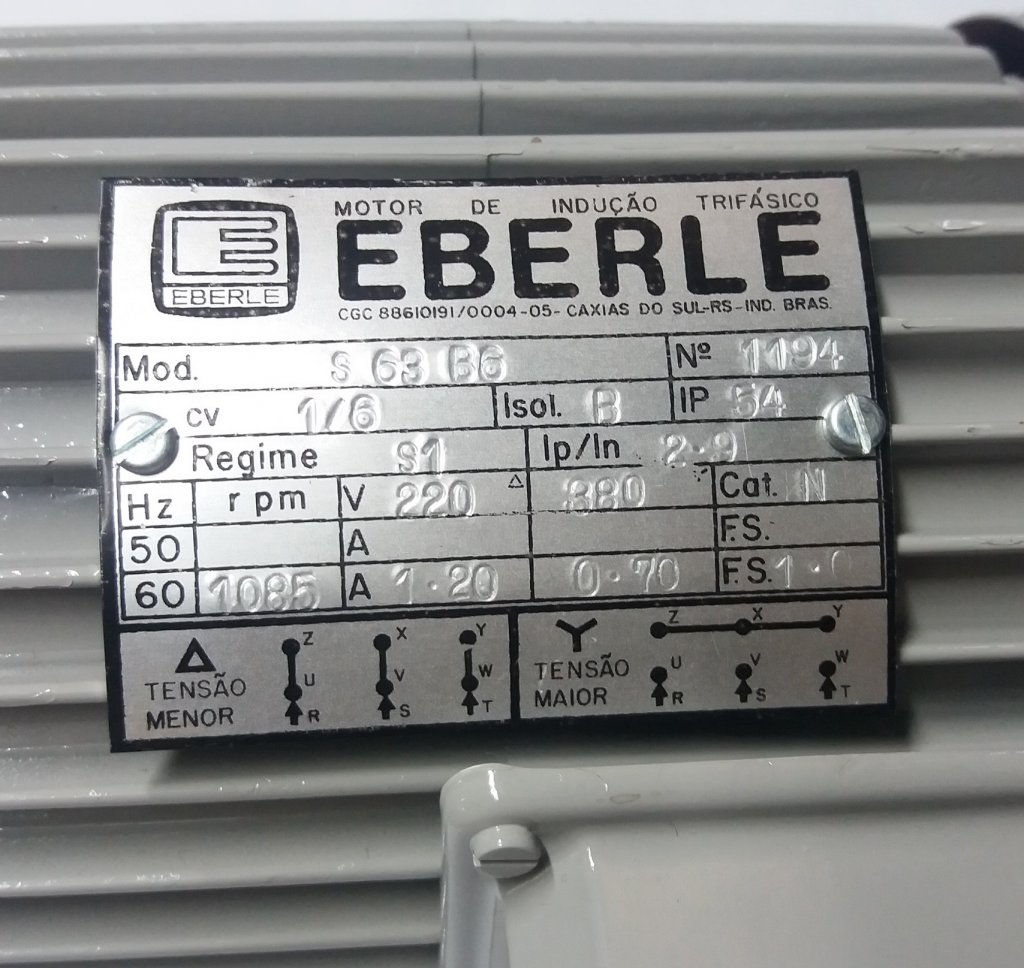 MOTOR DE INDUÇÃO TRIFÁSICO
EBERLE
EBERLE
CGC 88610191/0004-05- CAXIAS DO SUL-RS-IND. BRAS.
Mod. S 63 B6 Nº 1194
cv 1/6 Isol. B IP 54
Regime S1 Ip/In 2.9
Hz rpm V 220 △ 380 Y Cat. N
50 A F.S.
60 1085 A 1.20 0.70 F.S. 1.0
△ Z X Y Y Z X Y
TENSÃO U V W TENSÃO U V W
MENOR R S T MAIOR R S T